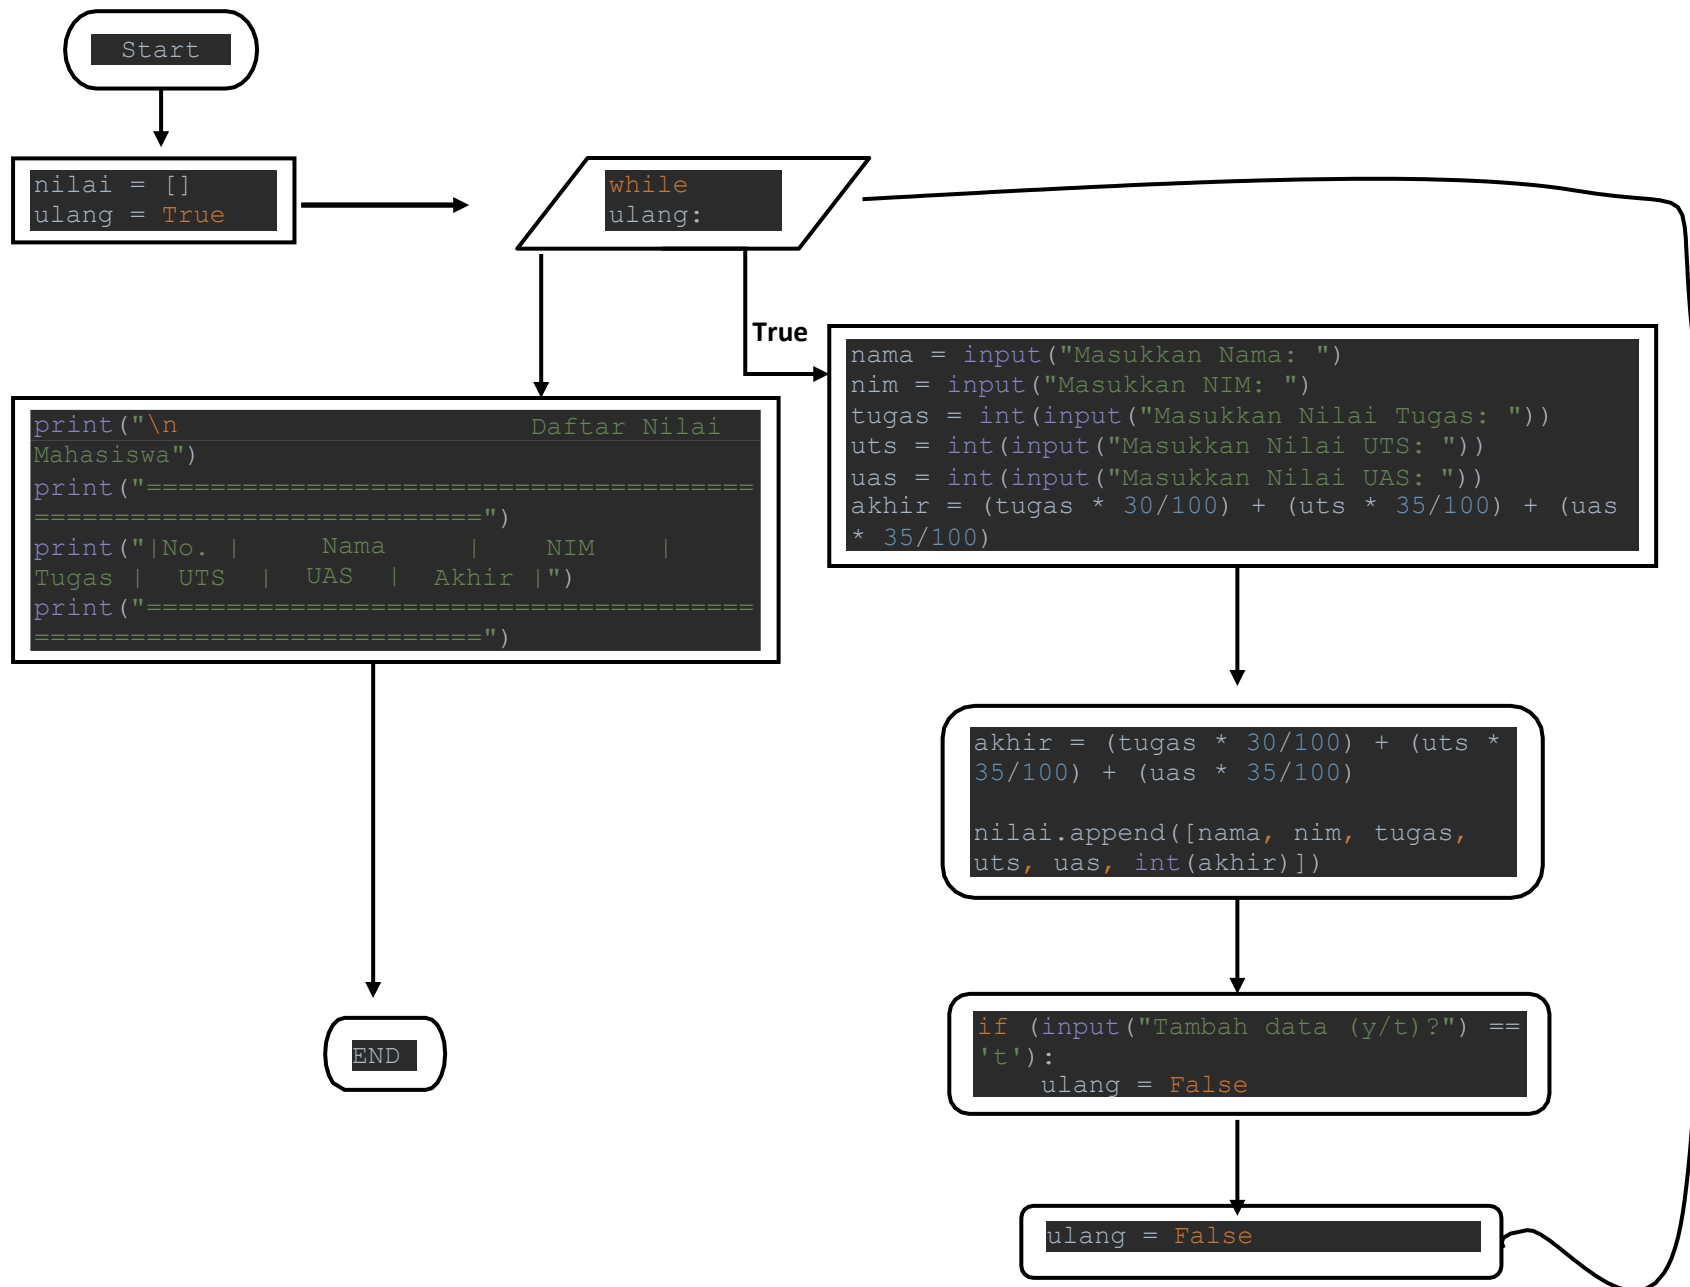 Start
nilai = []
ulang = True
while
ulang:
True
nama = input("Masukkan Nama: ")
nim = input("Masukkan NIM: ")
tugas = int(input("Masukkan Nilai Tugas: "))
uts = int(input("Masukkan Nilai UTS: "))
uas = int(input("Masukkan Nilai UAS: "))
akhir = (tugas * 30/100) + (uts * 35/100) + (uas
* 35/100)
print("\n Daftar Nilai
Mahasiswa")
print("======================================
============================")
print("|No. | Nama | NIM |
Tugas | UTS | UAS | Akhir |")
print("======================================
============================")
akhir = (tugas * 30/100) + (uts *
35/100) + (uas * 35/100)
nilai.append([nama, nim, tugas,
uts, uas, int(akhir)])
if (input("Tambah data (y/t)?") ==
't'):
ulang = False
END
ulang = False